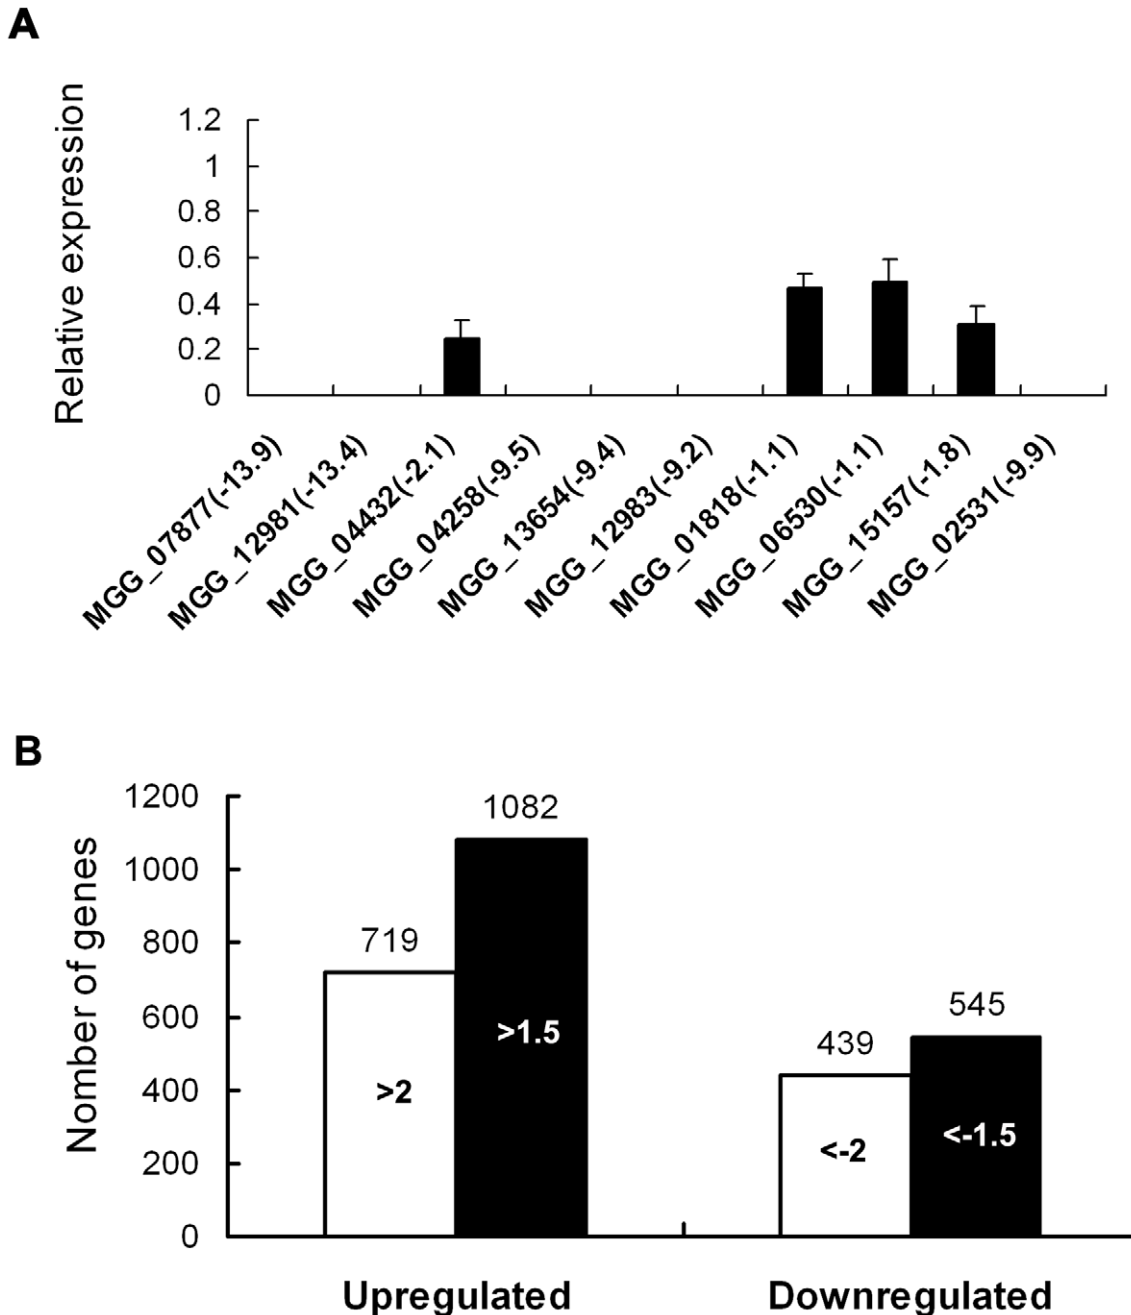 A
Relative expression
1.2
1
0.8
0.6
0.4
0.2
0
MGG_07877(-13.9)
MGG_12981(-13.4)
MGG_04432(-2.1)
MGG_04258(-9.5)
MGG_13654(-9.4)
MGG_12983(-9.2)
MGG_01818(-1.1)
MGG_06530(-1.1)
MGG_15157(-1.8)
MGG_02531(-9.9)
B
Nomber of genes
1200
1000
800
600
400
200
0
719
1082
439
545
>2
>1.5
<-2
<-1.5
Upregulated
Downregulated